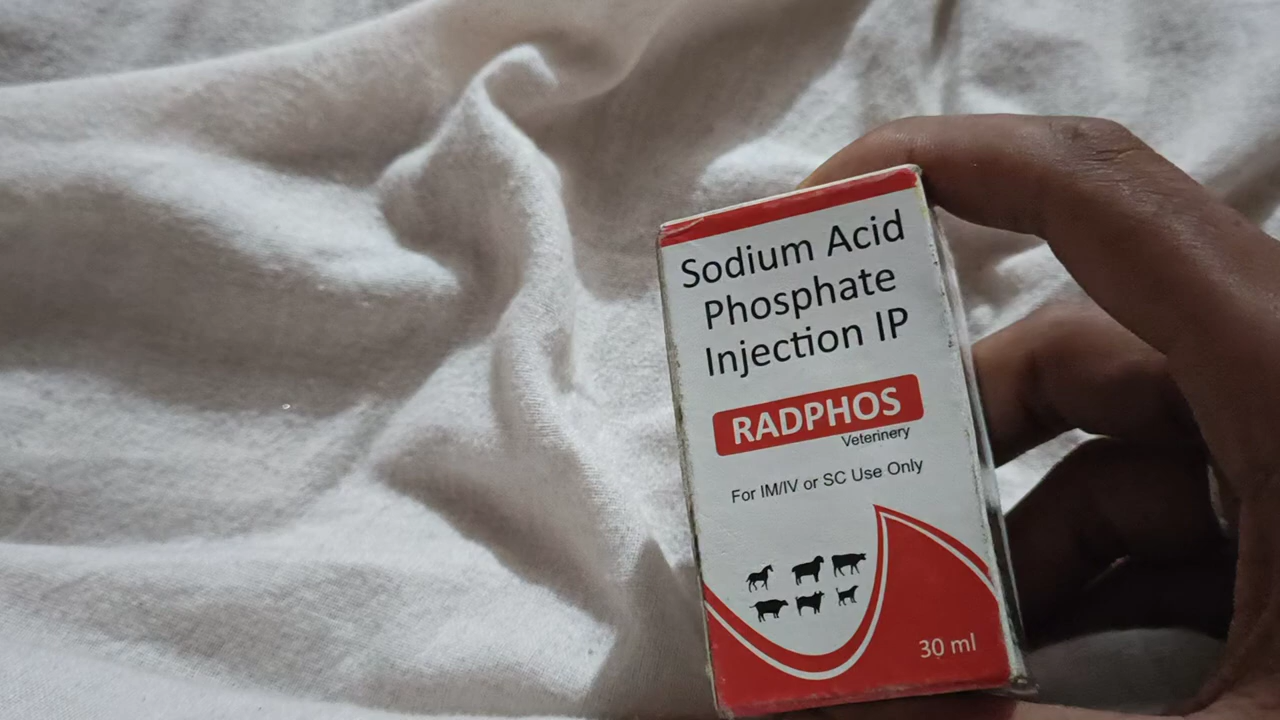 Sodium Acid
Phosphate
Injection IP
RADPHOS
Veterinery
For IM/IV or SC Use Only
30 ml